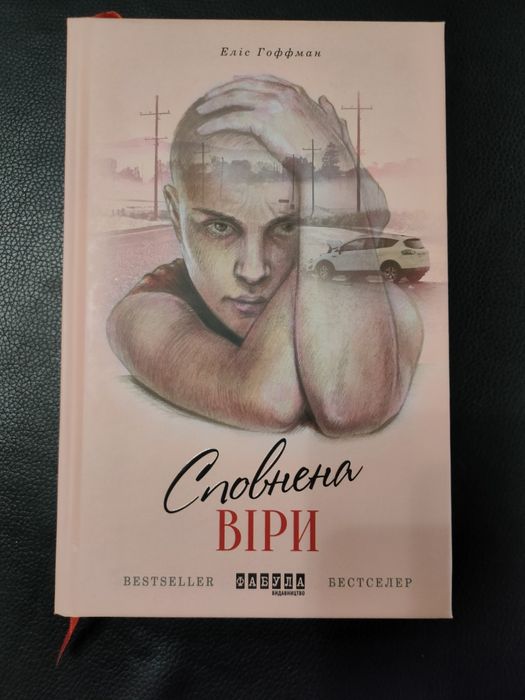 Еліс Гоффман
Сповнена
ВІРИ
BESTSELLER ФАБУЛА БЕСТСЕЛЕР
ВИДАВНИЦТВО